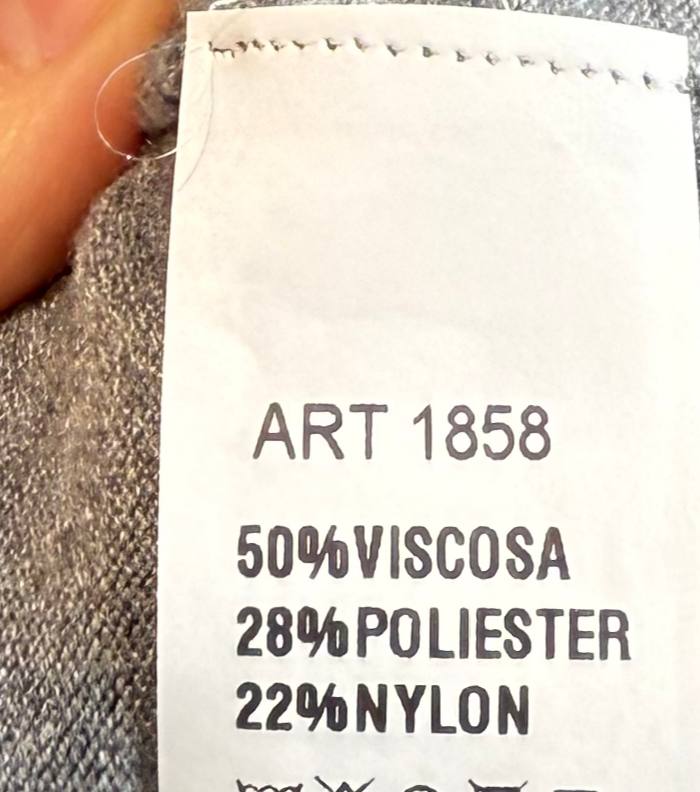 ART 1858
50%VISCOSA
28%POLIESTER
22%NYLON